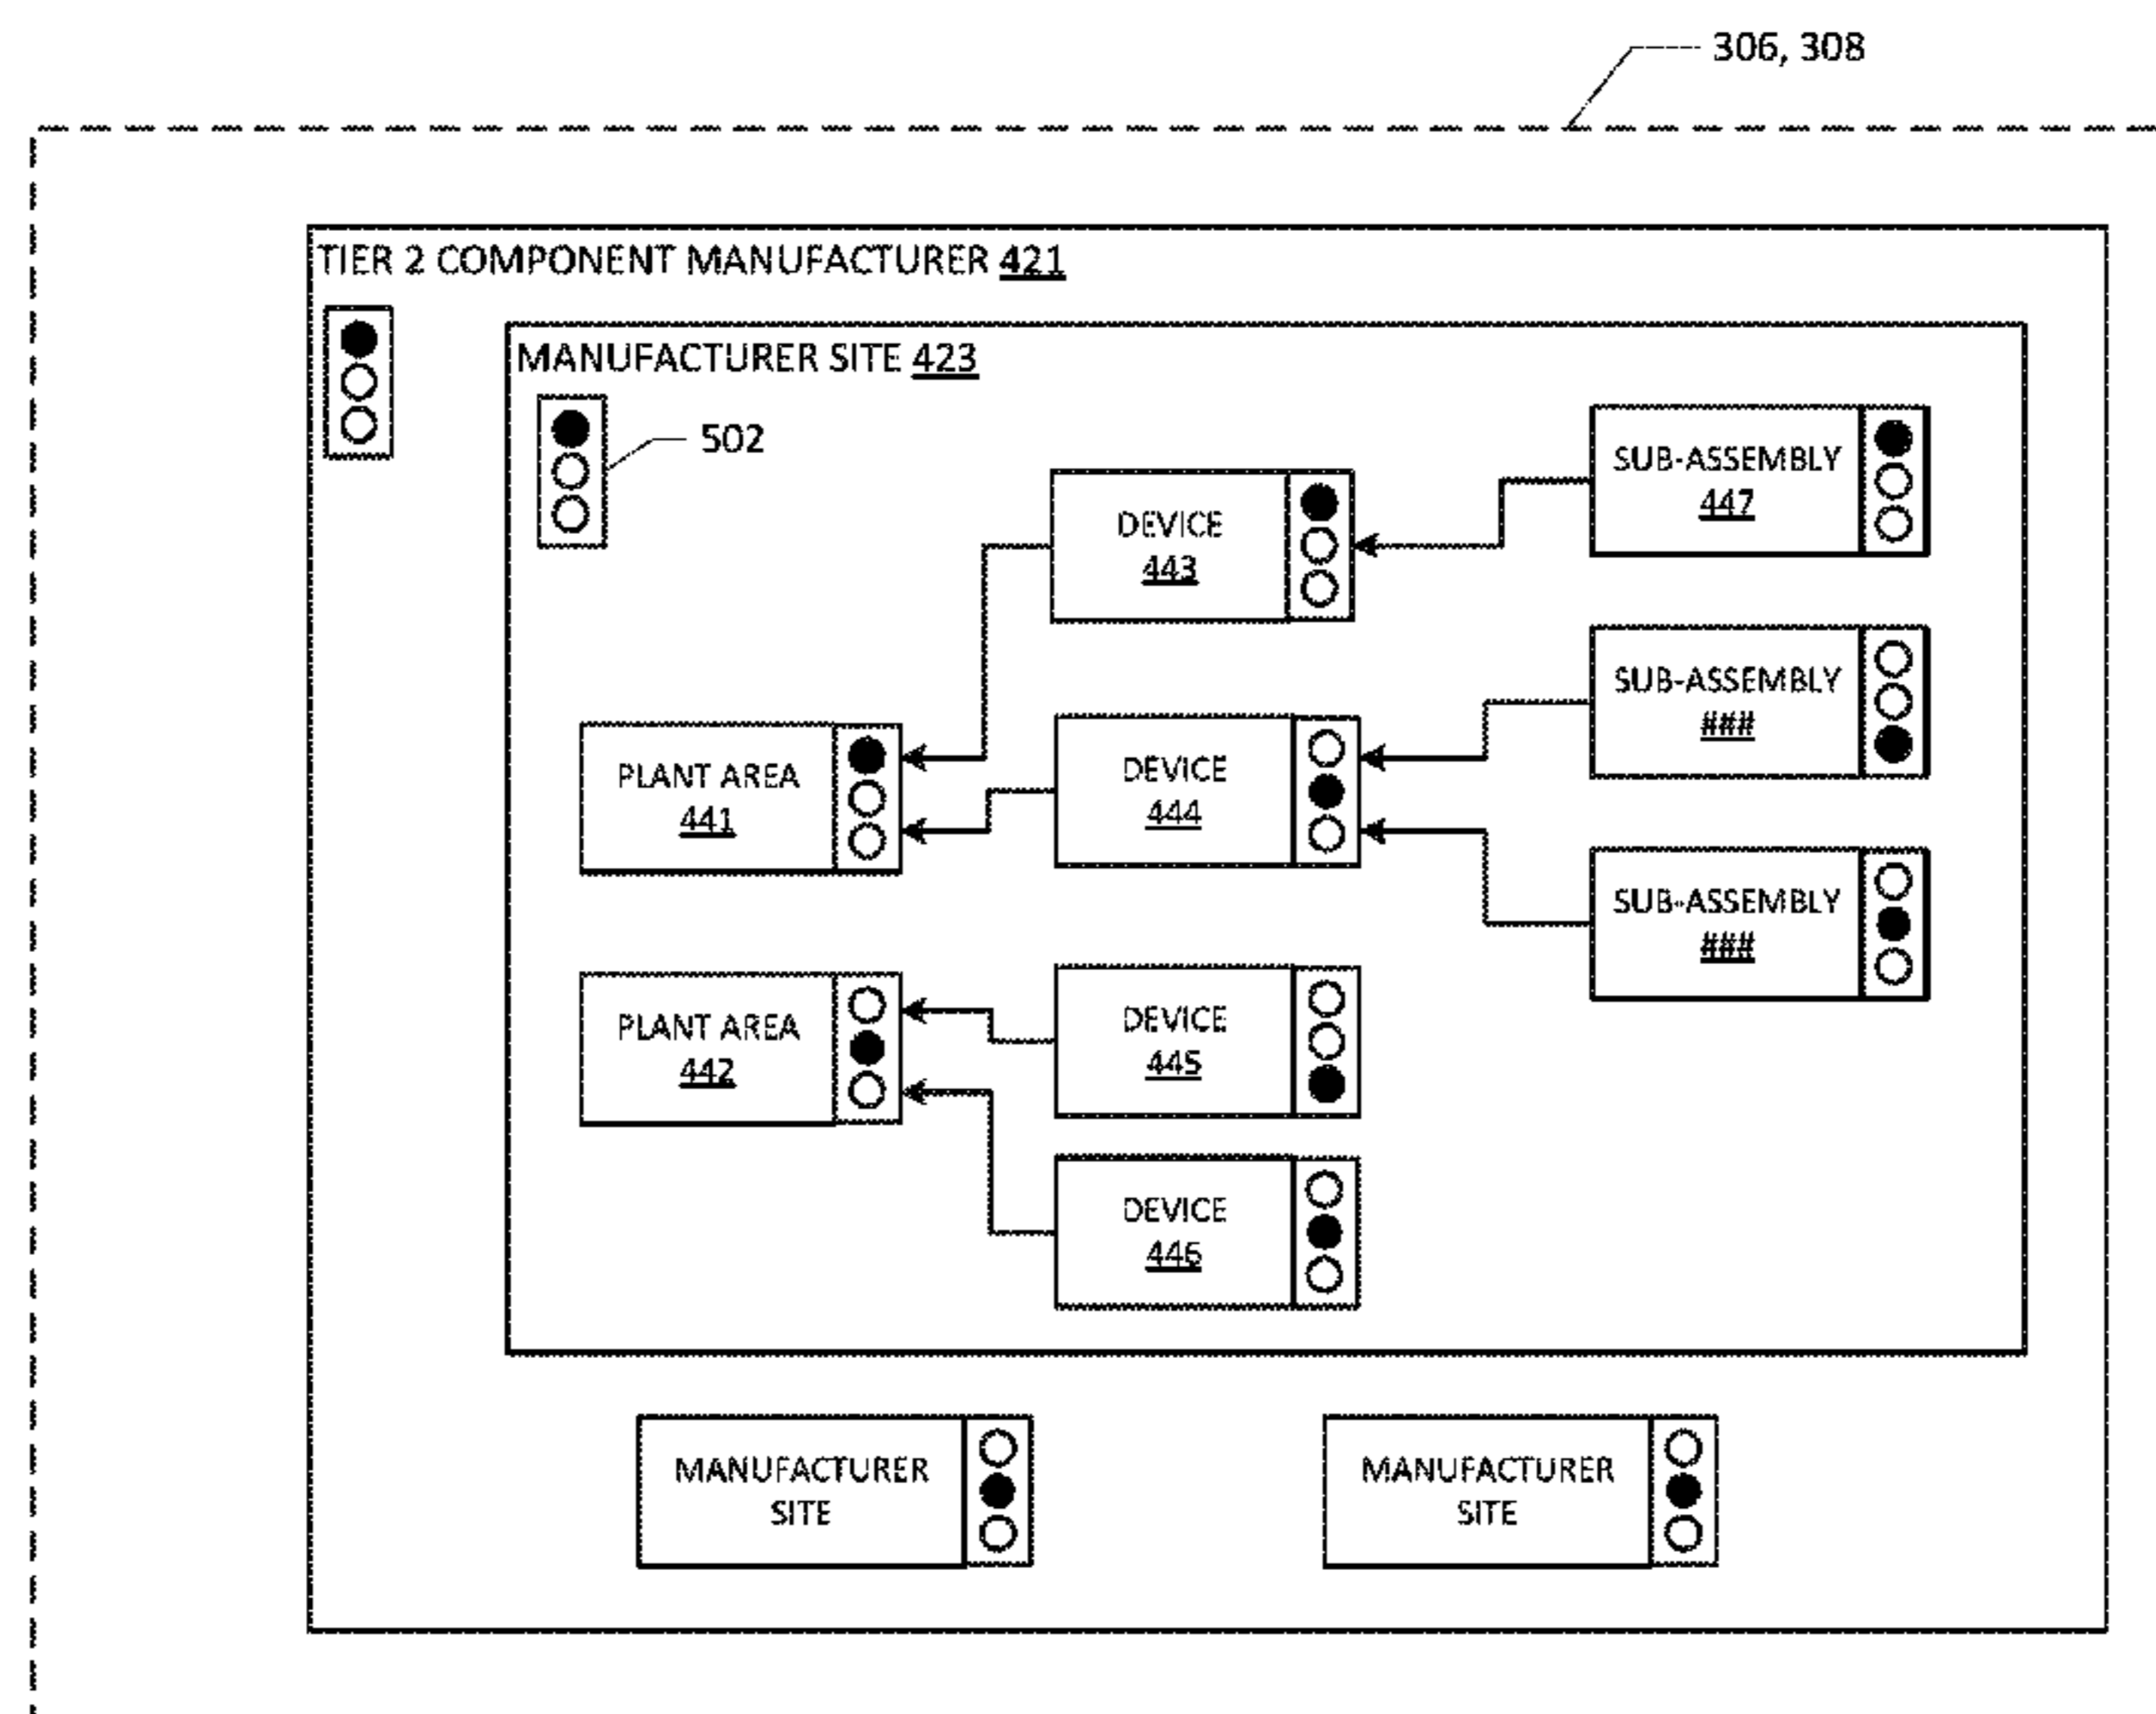 306, 308
TIER 2 COMPONENT MANUFACTURER 421
MANUFACTURER SITE 423
502
SUB-ASSEMBLY
447
DEVICE
443
SUB-ASSEMBLY
###
PLANT AREA
441
DEVICE
444
SUB-ASSEMBLY
###
PLANT AREA
442
DEVICE
445
DEVICE
446
MANUFACTURER
SITE
MANUFACTURER
SITE